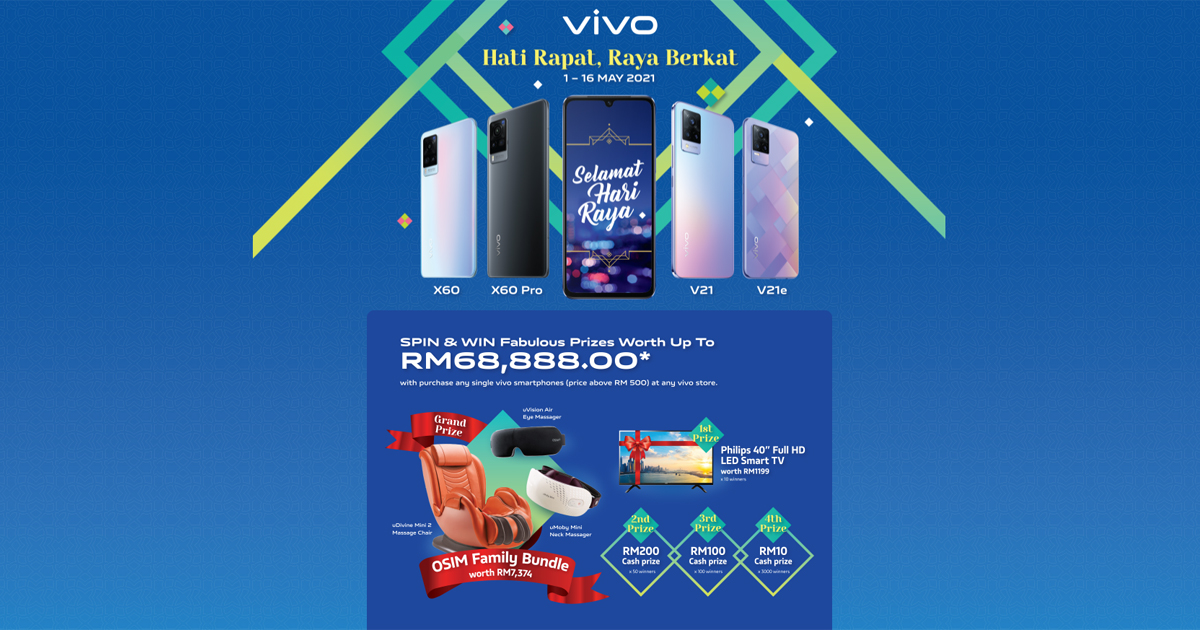 vivo
Hati Rapat, Raya Berkat
1 – 16 MAY 2021
Selamat
Hari
Raya
vivo
vivo
vivo
vivo
X60
X60 Pro
V21
V21e
SPIN & WIN Fabulous Prizes Worth Up To
RM68,888.00*
with purchase any single vivo smartphones (price above RM 500) at any vivo store.
Grand
Prize
uVision Air
Eye Massager
uDivine Mini 2
Massage Chair
uMoby Mini
Neck Massager
OSIM Family Bundle
worth RM7,374
1st
Prize
Philips 40” Full HD
LED Smart TV
worth RM1199
x 10 winners
2nd
Prize
RM200
Cash prize
x 50 winners
3rd
Prize
RM100
Cash prize
x 100 winners
4th
Prize
RM10
Cash prize
x 3000 winners